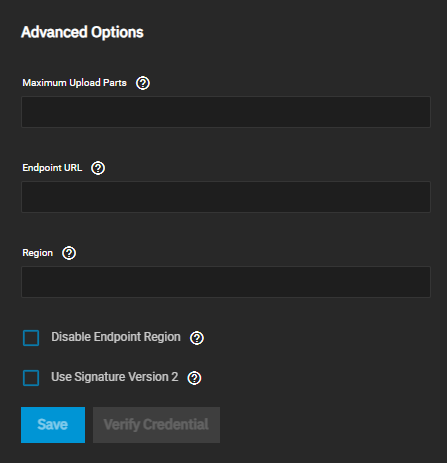 Advanced Options
Maximum Upload Parts ?
Endpoint URL ?
Region ?
Disable Endpoint Region ?
Use Signature Version 2 ?
Save Verify Credential